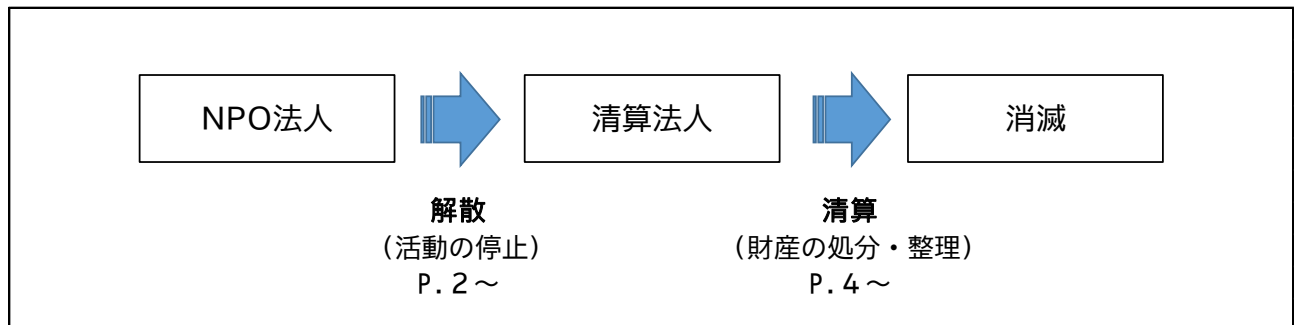 NPO法人
清算法人
消滅
解散
(活動の停止)
P.2~
清算
(財産の処分・整理)
P.4~